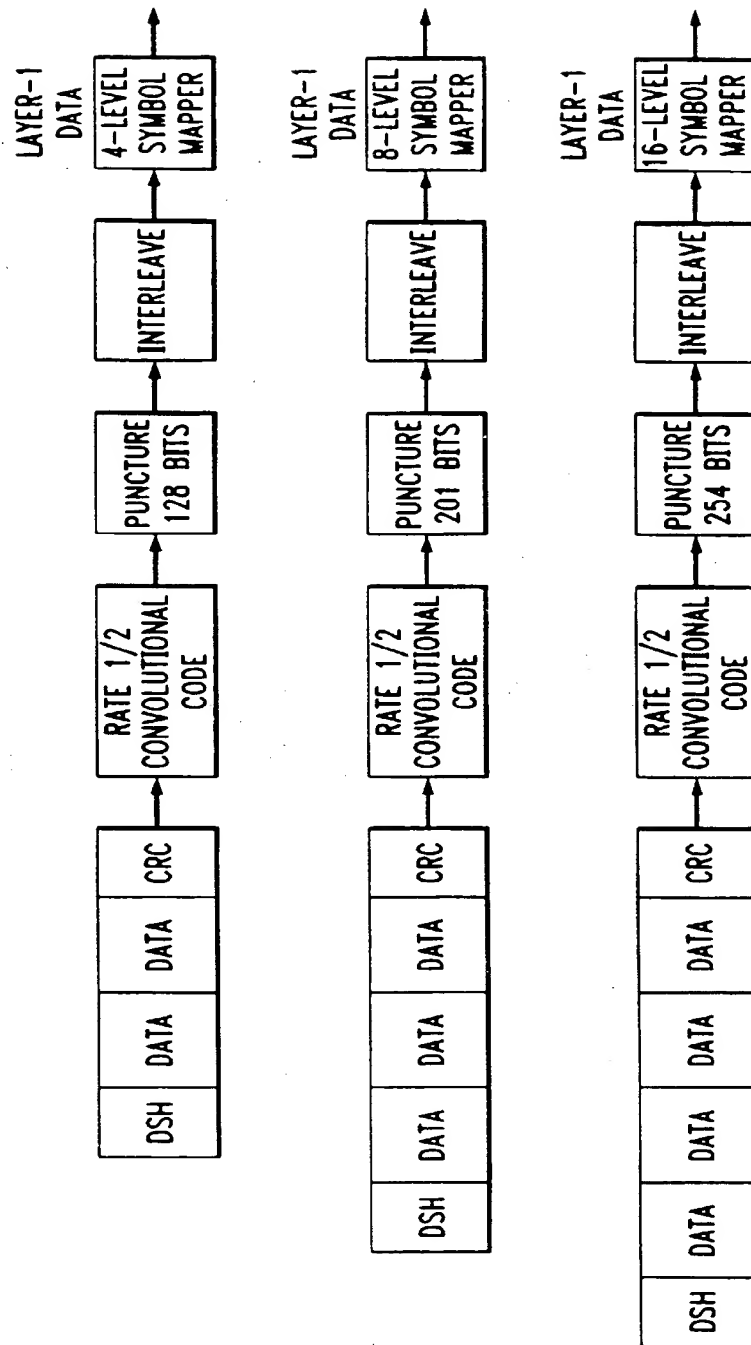 DSH
DATA
DATA
CRC
RATE 1/2
CONVOLUTIONAL
CODE
PUNCTURE
128 BITS
INTERLEAVE
LAYER-1
DATA
4-LEVEL
SYMBOL
MAPPER
DSH
DATA
DATA
DATA
CRC
RATE 1/2
CONVOLUTIONAL
CODE
PUNCTURE
201 BITS
INTERLEAVE
LAYER-1
DATA
8-LEVEL
SYMBOL
MAPPER
DSH
DATA
DATA
DATA
DATA
CRC
RATE 1/2
CONVOLUTIONAL
CODE
PUNCTURE
254 BITS
INTERLEAVE
LAYER-1
DATA
16-LEVEL
SYMBOL
MAPPER